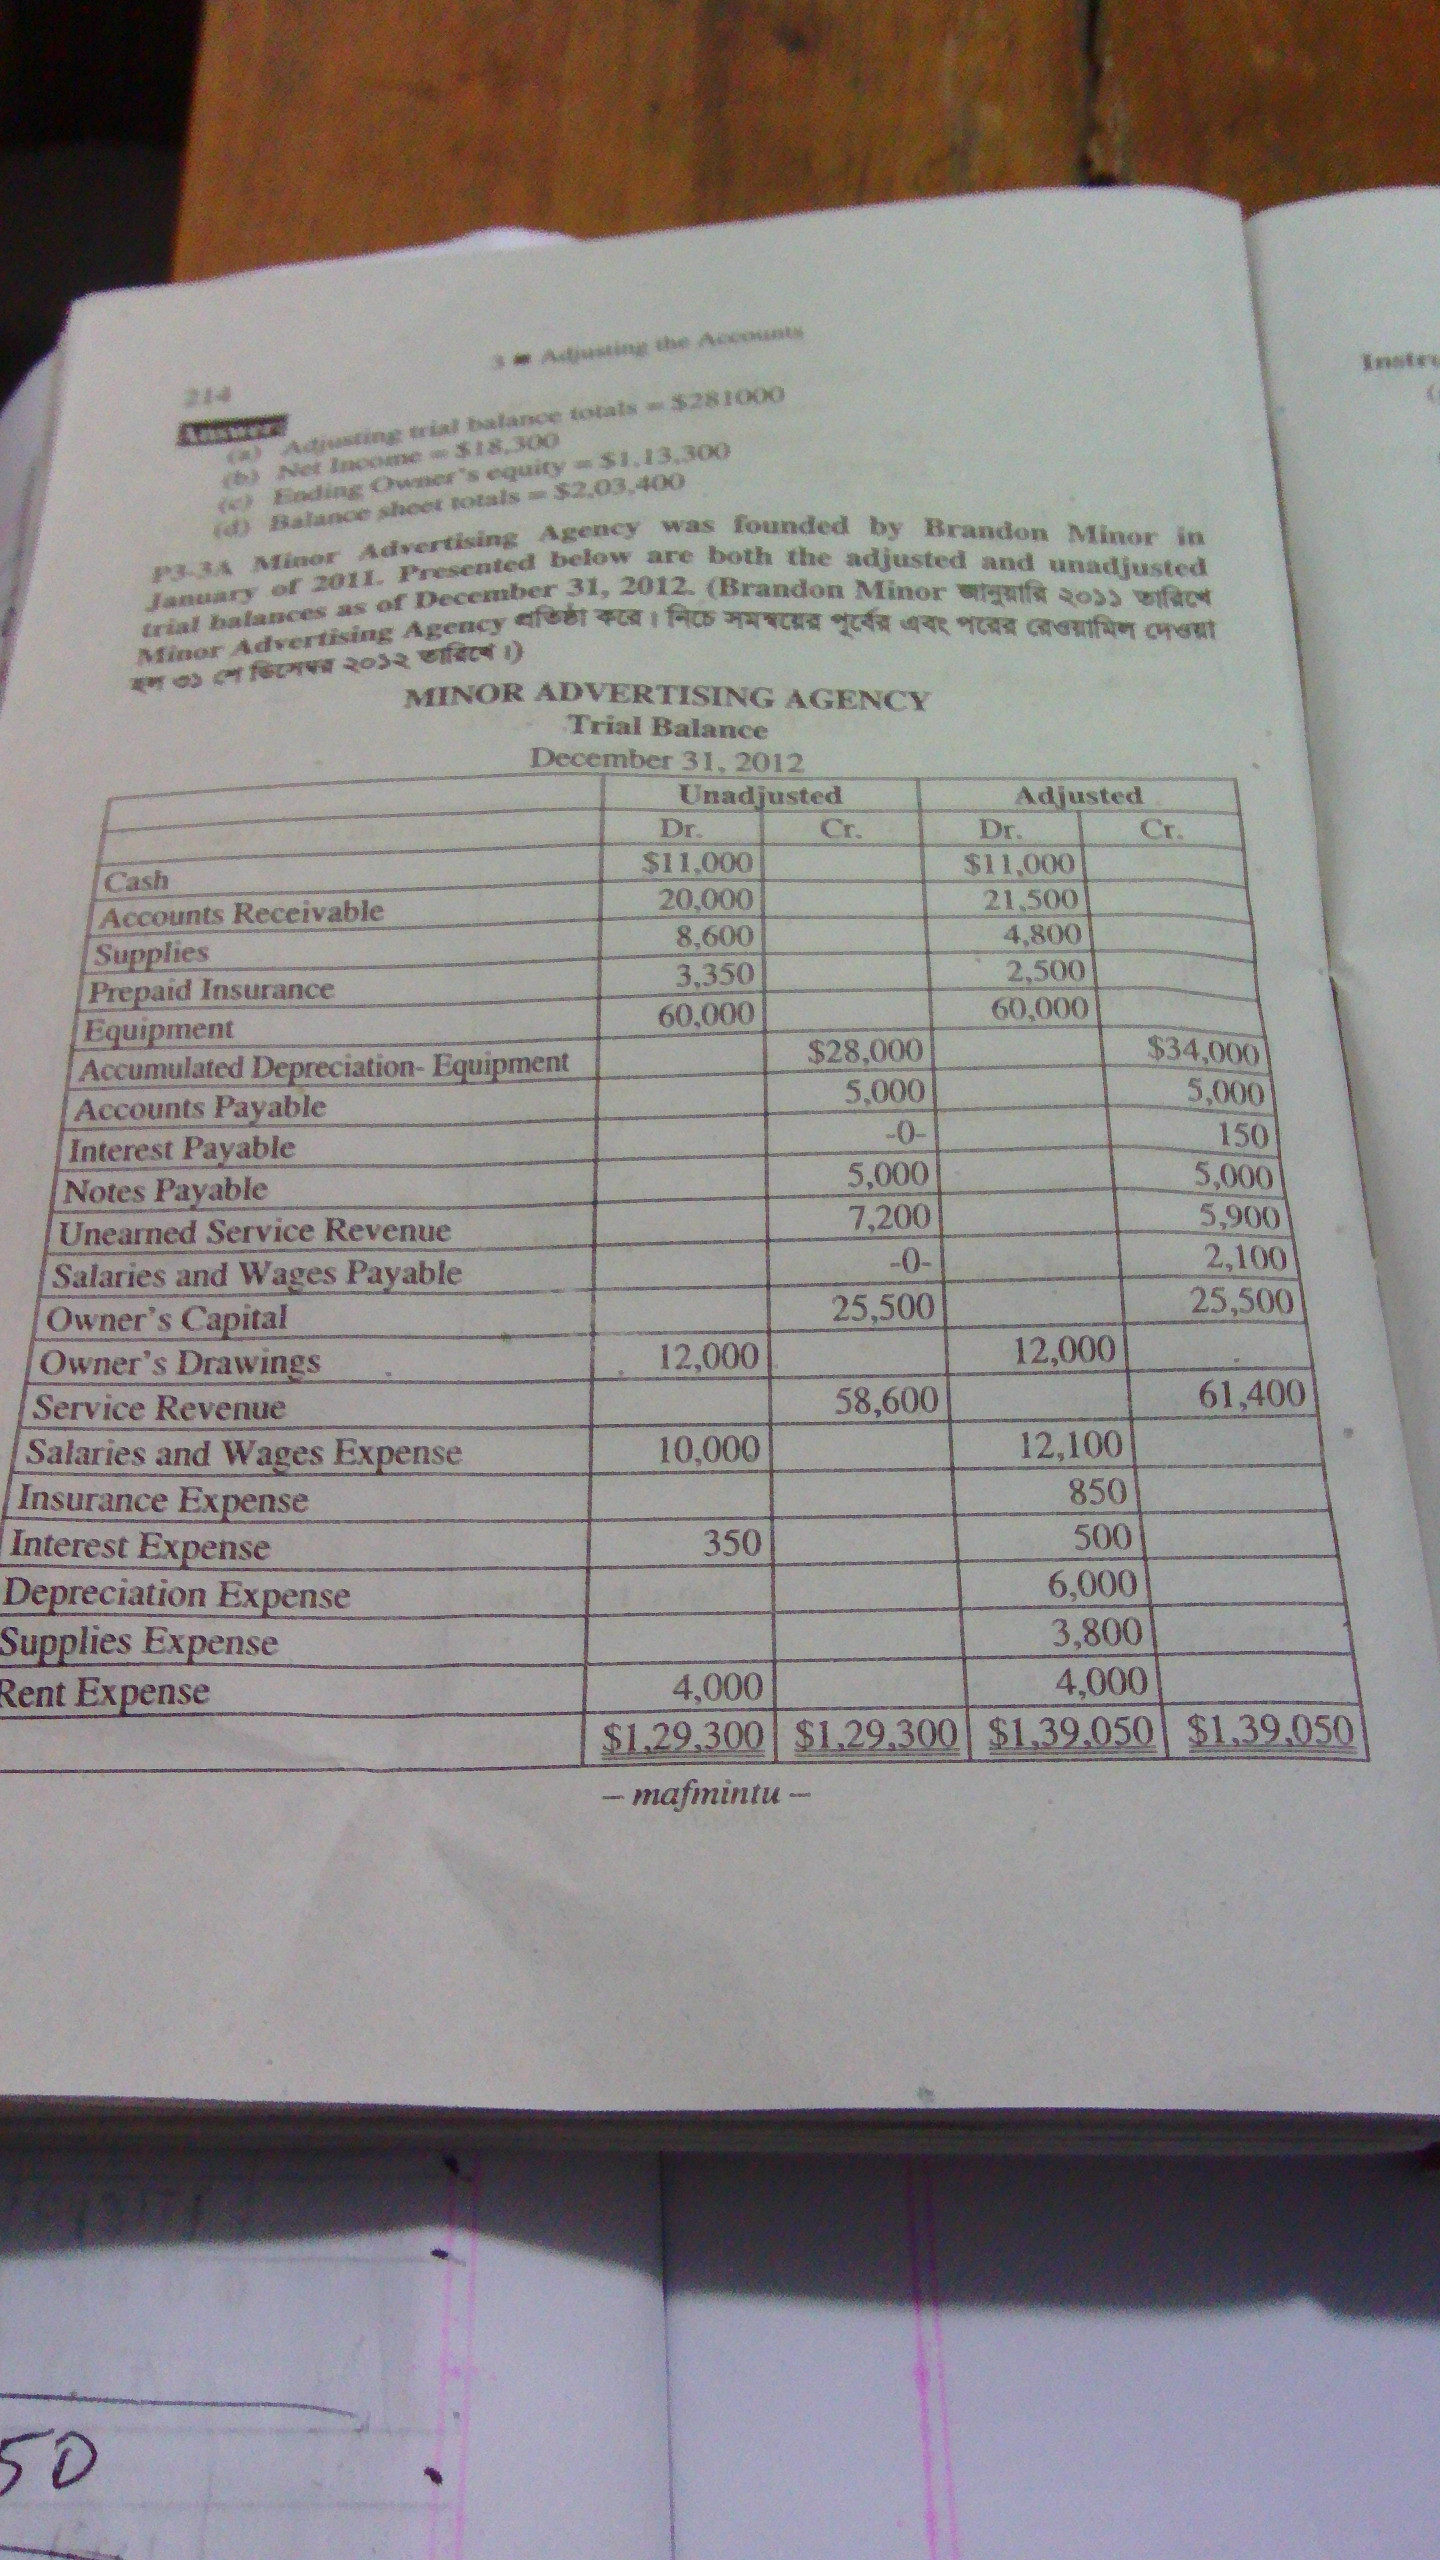 3 Adjusting the Accounts
214
Answer:
(a) Adjusting trial balance totals = $281000
(b) Net Income = $18,300
(c) Ending Owner's equity = $1,13,300
(d) Balance sheet totals = $2,03,400
P3-3A Minor Advertising Agency was founded by Brandon Minor in
January of 2011. Presented below are both the adjusted and unadjusted
trial balances as of December 31, 2012. (Brandon Minor জানুয়ারি ২০১১ তারিখে
Minor Advertising Agency প্রতিষ্ঠা করে। নিচে সমন্বয়ের পূর্বের এবং পরের রেওয়ামিল দেওয়া
হল ৩১ শে ডিসেম্বর ২০১২ তারিখে।)
MINOR ADVERTISING AGENCY
Trial Balance
December 31, 2012
Unadjusted Adjusted
Dr. Cr. Dr. Cr.
Cash $11,000 $11,000
Accounts Receivable 20,000 21,500
Supplies 8,600 4,800
Prepaid Insurance 3,350 2,500
Equipment 60,000 60,000
Accumulated Depreciation- Equipment $28,000 $34,000
Accounts Payable 5,000 5,000
Interest Payable -0- 150
Notes Payable 5,000 5,000
Unearned Service Revenue 7,200 5,900
Salaries and Wages Payable -0- 2,100
Owner's Capital 25,500 25,500
Owner's Drawings 12,000 12,000
Service Revenue 58,600 61,400
Salaries and Wages Expense 10,000 12,100
Insurance Expense 850
Interest Expense 350 500
Depreciation Expense 6,000
Supplies Expense 3,800
Rent Expense 4,000 4,000
$1,29,300 $1,29,300 $1,39,050 $1,39,050
– mafmintu –
Instru
50